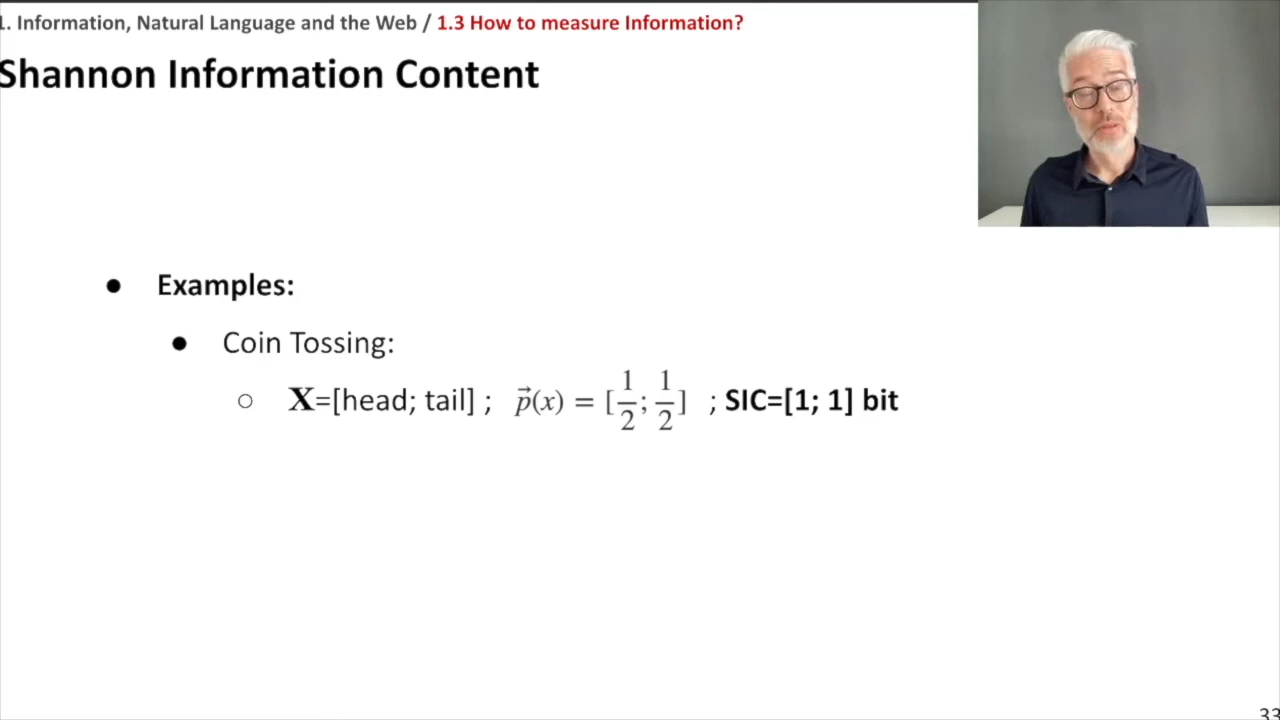 1. Information, Natural Language and the Web / 1.3 How to measure Information?
Shannon Information Content
● Examples:
● Coin Tossing:
○ X=[head; tail] ; p⃗(x) = [1/2; 1/2] ; SIC=[1; 1] bit
33